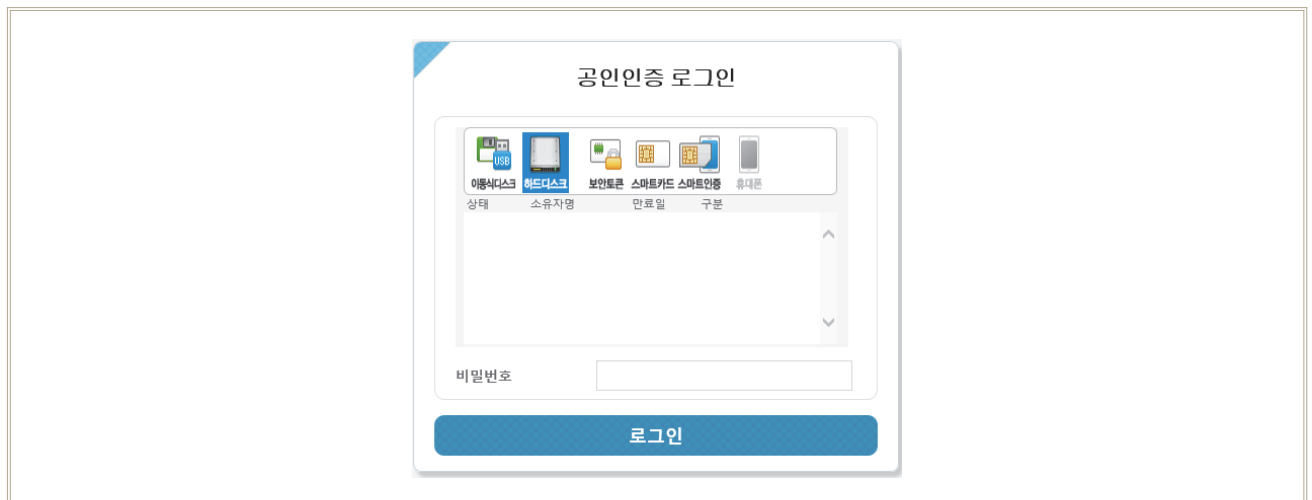 공인인증 로그인
USB
이동식디스크 하드디스크 보안토큰 스마트카드 스마트인증 휴대폰
상태 소유자명 만료일 구분
비밀번호
로그인